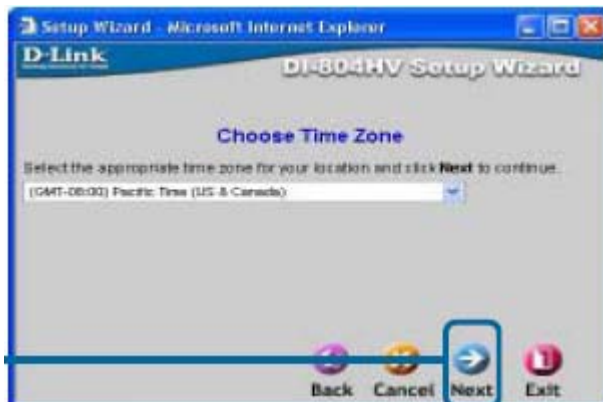 Setup Wizard - Microsoft Internet Explorer
D-Link
DI-804HV Setup Wizard
Choose Time Zone
Select the appropriate time zone for your location and click Next to continue.
(GMT-08:00) Pacific Time (US & Canada)
Back Cancel Next Exit